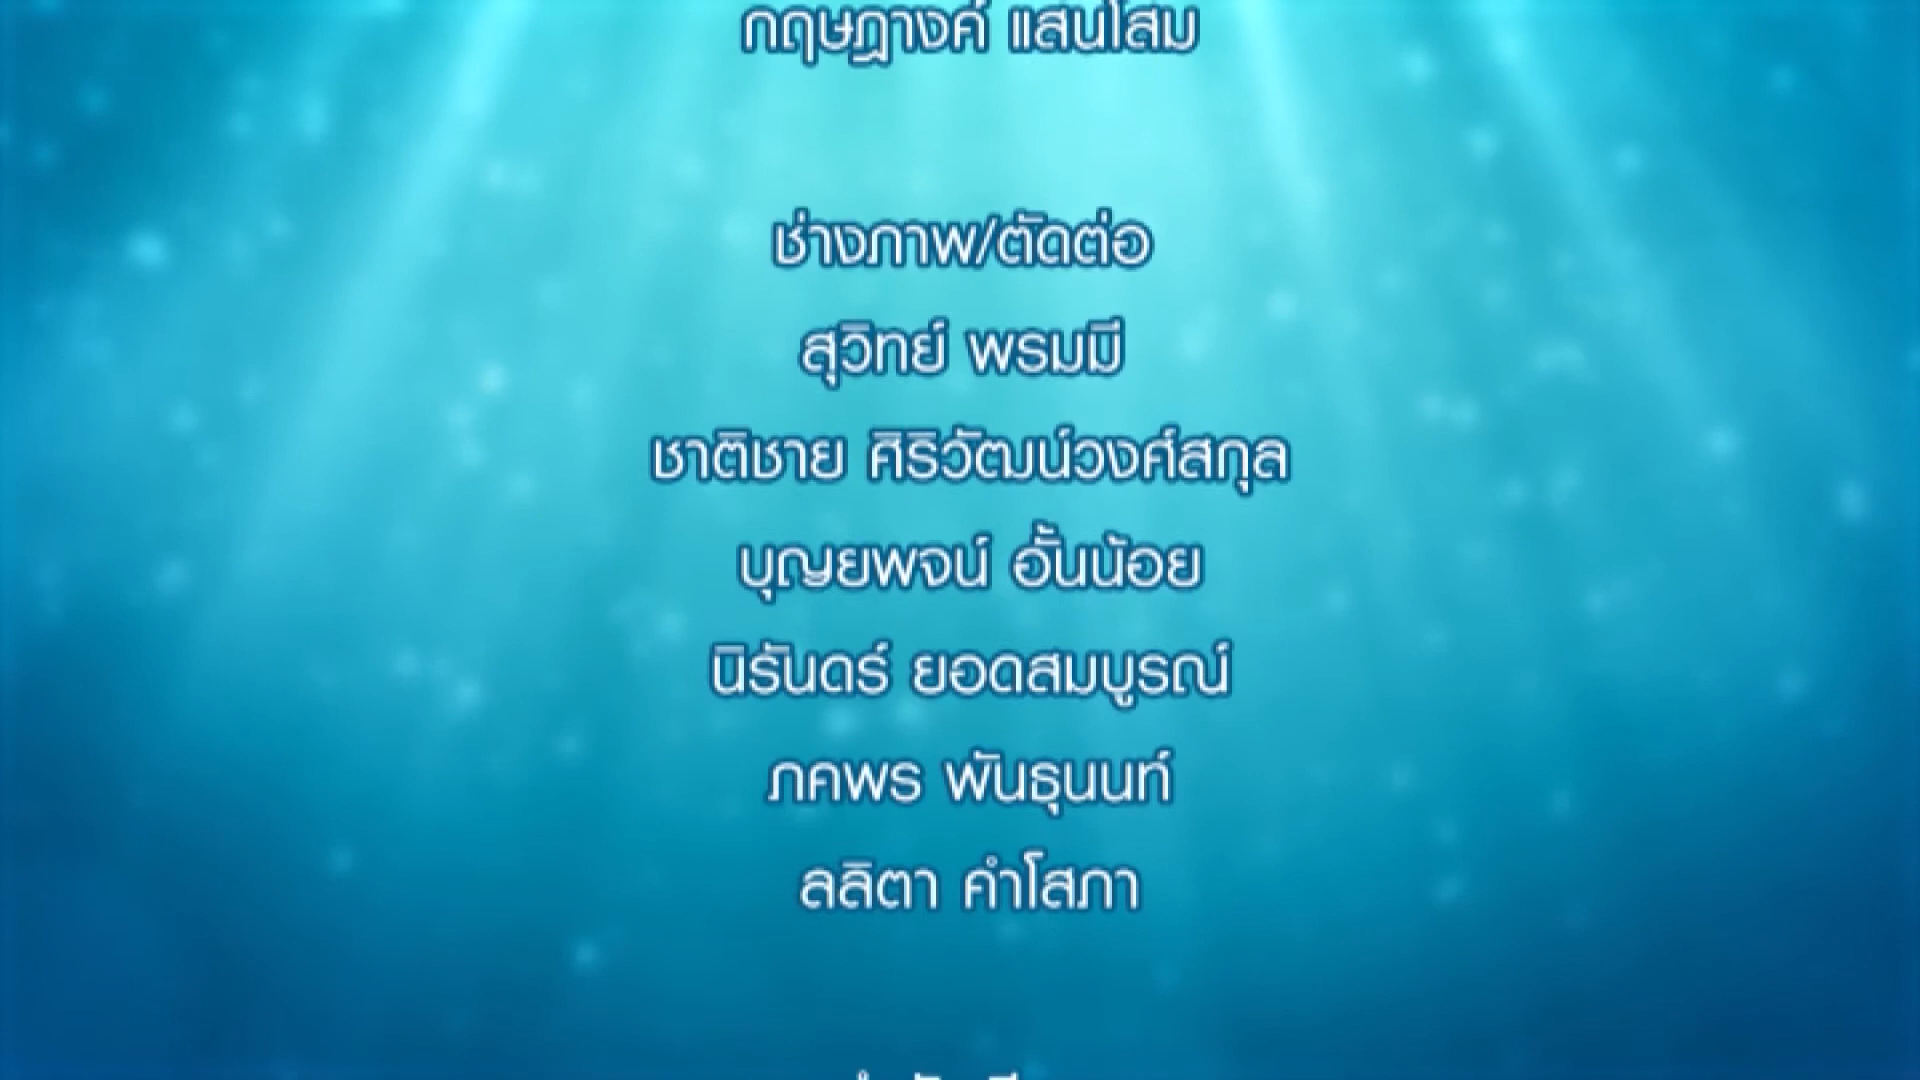 กฤษฎางค์ แสนโสม
ช่างภาพ/ตัดต่อ
สุวิทย์ พรมมี
ชาติชาย ศิริวัฒน์วงศ์สกุล
บุญยพจน์ อั้นน้อย
นิรันดร์ ยอดสมบูรณ์
ภคพร พันธุนนท์
ลลิตา คำโสภา